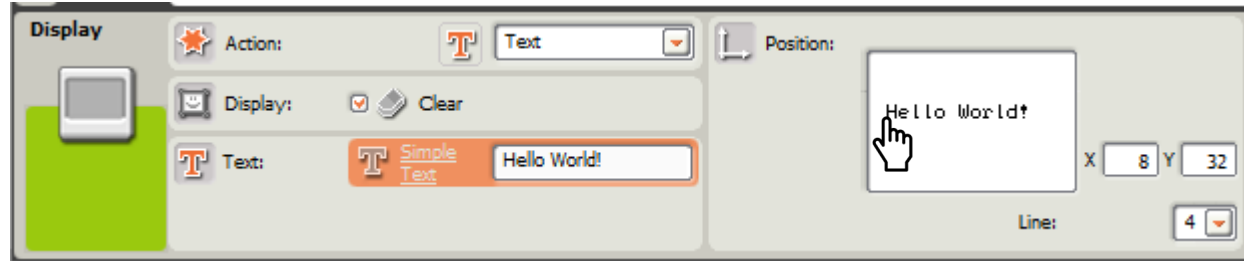 Display
Action:
T Text
Display:
Clear
T Text:
T Simple
Text
Hello World!
Position:
Hello World!
X 8 Y 32
Line: 4